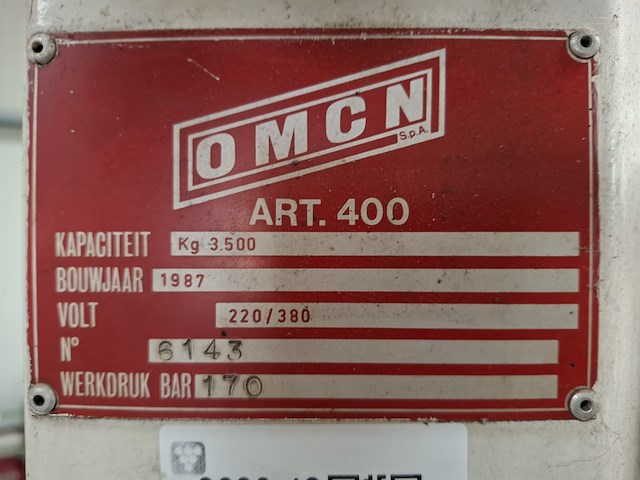 OMCN
S.p.A.
ART. 400
KAPACITEIT Kg 3.500
BOUWJAAR 1987
VOLT 220/380
N° 6143
WERKDRUK BAR 170